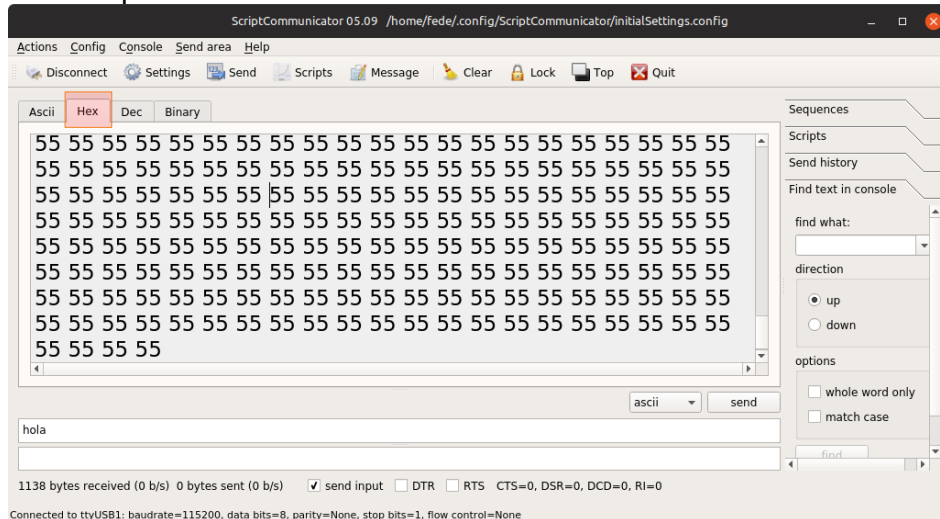 ScriptCommunicator 05.09 /home/fede/.config/ScriptCommunicator/initialSettings.config
Actions Config Console Send area Help
Disconnect Settings Send Scripts Message Clear Lock Top Quit
Ascii Hex Dec Binary
55 55 55 55 55 55 55 55 55 55 55 55 55 55 55 55 55 55 55 55 55
55 55 55 55 55 55 55 55 55 55 55 55 55 55 55 55 55 55 55 55 55
55 55 55 55 55 55 55 55 55 55 55 55 55 55 55 55 55 55 55 55 55
55 55 55 55 55 55 55 55 55 55 55 55 55 55 55 55 55 55 55 55 55
55 55 55 55 55 55 55 55 55 55 55 55 55 55 55 55 55 55 55 55 55
55 55 55 55 55 55 55 55 55 55 55 55 55 55 55 55 55 55 55 55 55
55 55 55 55 55 55 55 55 55 55 55 55 55 55 55 55 55 55 55 55 55
55 55 55 55 55 55 55 55 55 55 55 55 55 55 55 55 55 55 55 55 55
55 55 55 55
ascii send
hola
Sequences
Scripts
Send history
Find text in console
find what:
direction
up
down
options
whole word only
match case
find
1138 bytes received (0 b/s) 0 bytes sent (0 b/s) send input DTR RTS CTS=0, DSR=0, DCD=0, RI=0
Connected to ttyUSB1: baudrate=115200, data bits=8, parity=None, stop bits=1, flow control=None